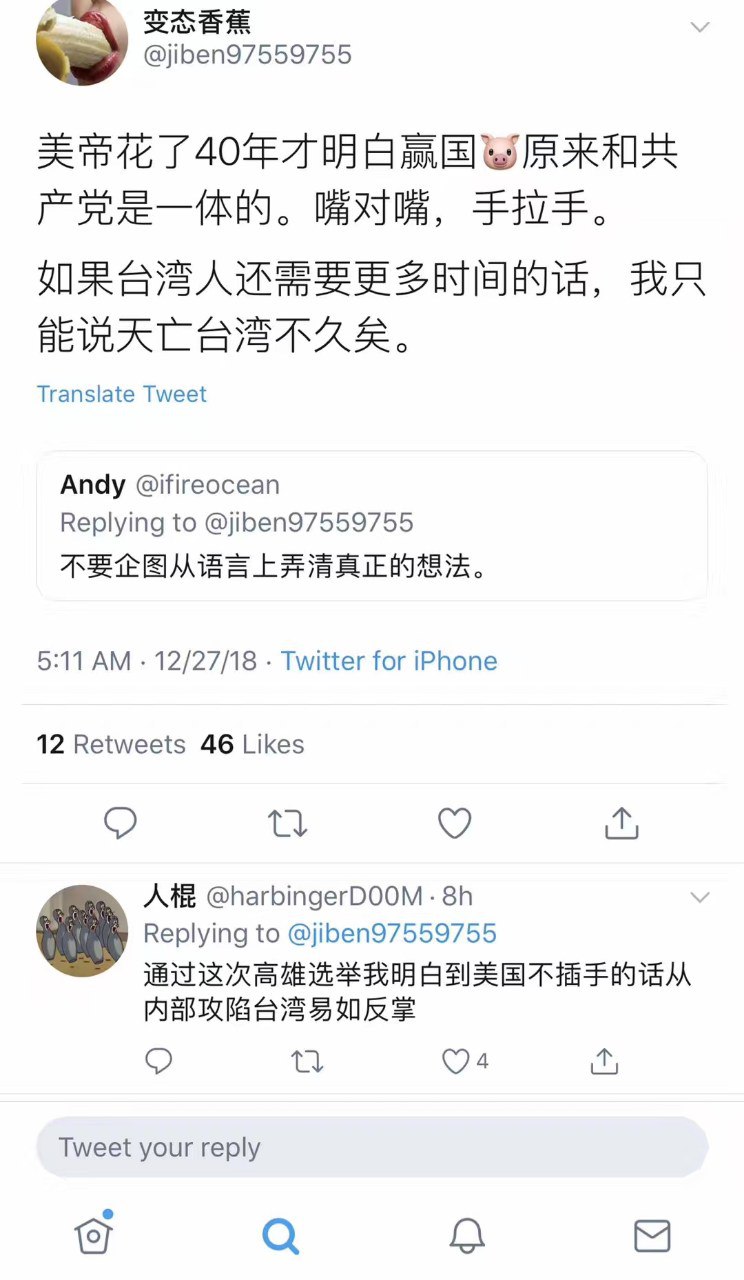 变态香蕉
@jiben97559755
美帝花了40年才明白赢国🐷原来和共
产党是一体的。嘴对嘴，手拉手。
如果台湾人还需要更多时间的话，我只
能说天亡台湾不久矣。
Translate Tweet
Andy @ifireocean
Replying to @jiben97559755
不要企图从语言上弄清真正的想法。
5:11 AM · 12/27/18 · Twitter for iPhone
12 Retweets 46 Likes
人棍 @harbingerD00M · 8h
Replying to @jiben97559755
通过这次高雄选举我明白到美国不插手的话从
内部攻陷台湾易如反掌
4
Tweet your reply